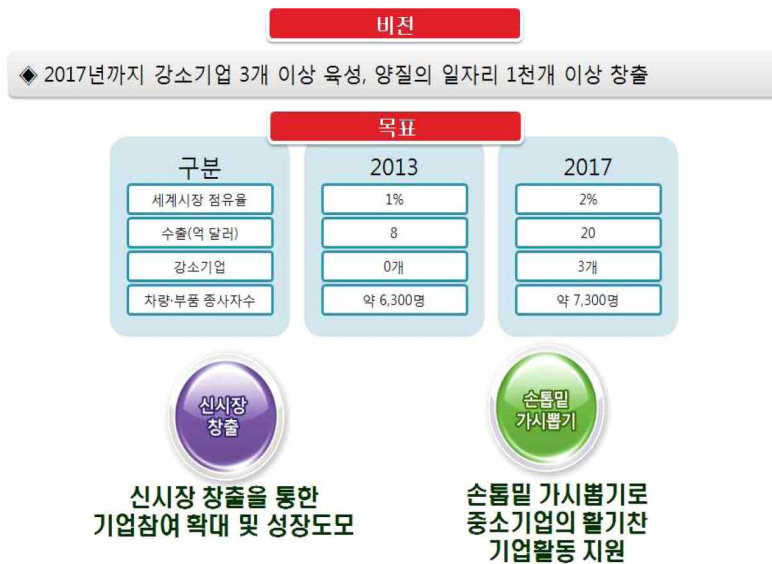 비전
◈ 2017년까지 강소기업 3개 이상 육성, 양질의 일자리 1천개 이상 창출
목표
구분 2013 2017
세계시장 점유율 1% 2%
수출(억 달러) 8 20
강소기업 0개 3개
차량·부품 종사자수 약 6,300명 약 7,300명
신시장
창출
손톱밑
가시뽑기
신시장 창출을 통한
기업참여 확대 및 성장도모
손톱밑 가시뽑기로
중소기업의 활기찬
기업활동 지원